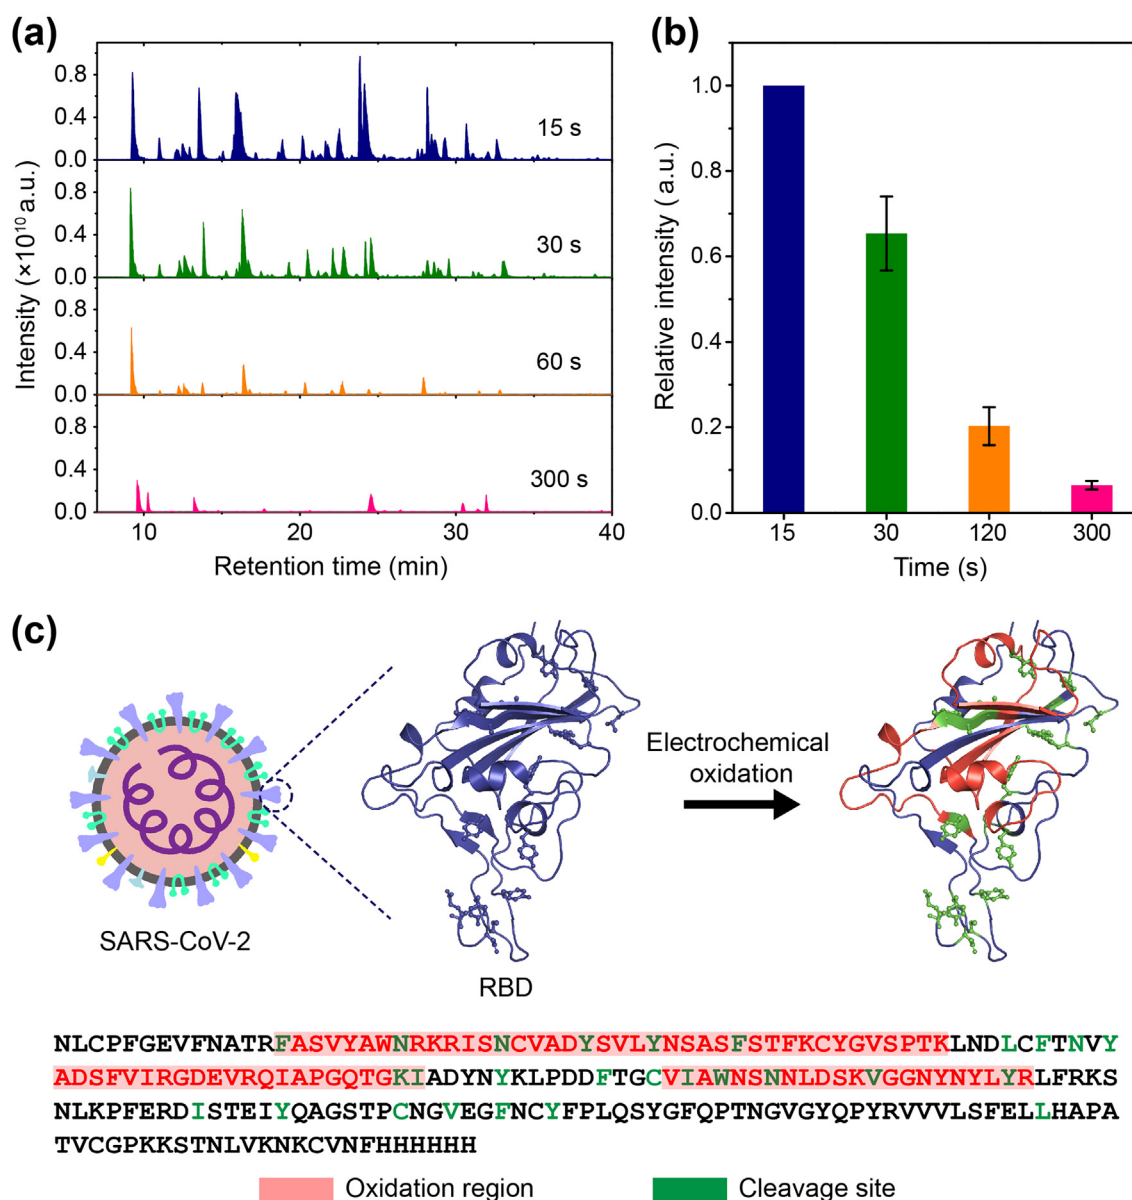 (a)
(b)
Intensity (×10¹⁰ a.u.)
0.8
0.4
0.0
15 s
0.8
0.4
0.0
30 s
0.8
0.4
0.0
60 s
0.8
0.4
0.0
300 s
10 20 30 40
Retention time (min)
Relative intensity ( a.u.)
1.0
0.8
0.6
0.4
0.2
0.0
15 30 120 300
Time (s)
(c)
SARS-CoV-2
RBD
Electrochemical
oxidation
NLCPFGEVFNATRFASVYAWNRKRISNCVADYSVLYNSASFSTFKCYGVSPTKLNDLCFTNVY
ADSFVIRGDEVRQIAPGQTGKIADYNYKLPDDFTGCVIAWNSNNLDSKVGGNYNYLYRLFRKS
NLKPFERDISTEIYQAGSTPCNGVEGFNCYFPLQSYGFQPTNGVGYQPYRVVVLSFELLHAPA
TVCGPKKSTNLVKNKCVNFHHHHHH
Oxidation region
Cleavage site